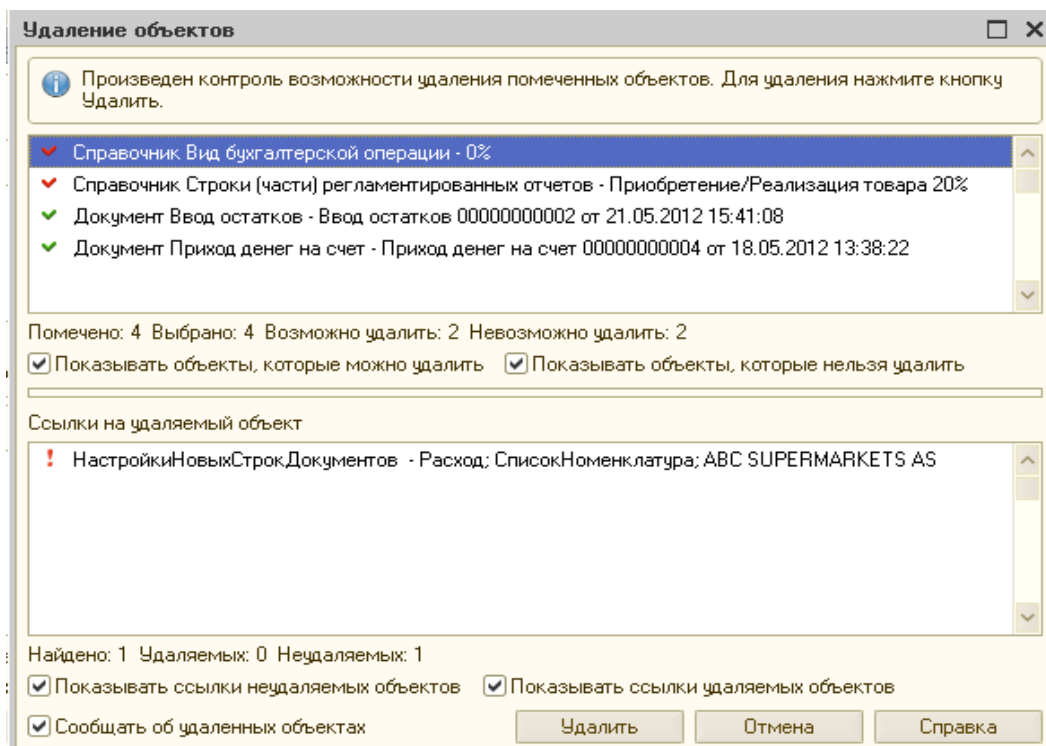 Удаление объектов
Произведен контроль возможности удаления помеченных объектов. Для удаления нажмите кнопку
Удалить.
Справочник Вид бухгалтерской операции - 0%
Справочник Строки (части) регламентированных отчетов - Приобретение/Реализация товара 20%
Документ Ввод остатков - Ввод остатков 00000000002 от 21.05.2012 15:41:08
Документ Приход денег на счет - Приход денег на счет 00000000004 от 18.05.2012 13:38:22
Помечено: 4 Выбрано: 4 Возможно удалить: 2 Невозможно удалить: 2
Показывать объекты, которые можно удалить Показывать объекты, которые нельзя удалить
Ссылки на удаляемый объект
НастройкиНовыхСтрокДокументов - Расход; СписокНоменклатура; ABC SUPERMARKETS AS
Найдено: 1 Удаляемых: 0 Неудаляемых: 1
Показывать ссылки неудаляемых объектов Показывать ссылки удаляемых объектов
Сообщать об удаленных объектах Удалить Отмена Справка